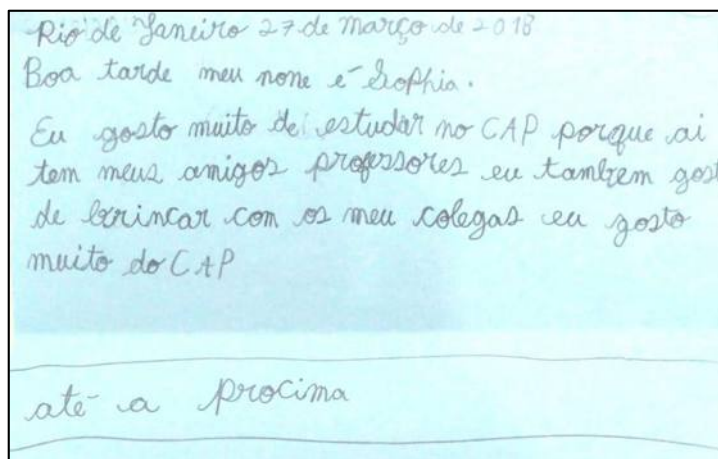 Rio de Janeiro 27 de março de 2018
Boa tarde meu none é Sophia.
Eu gosto muito de estudar no CAP porque ai
tem meus amigos professores eu tambem gost
de brincar com os meu colegas eu gosto
muito do CAP
até a procima